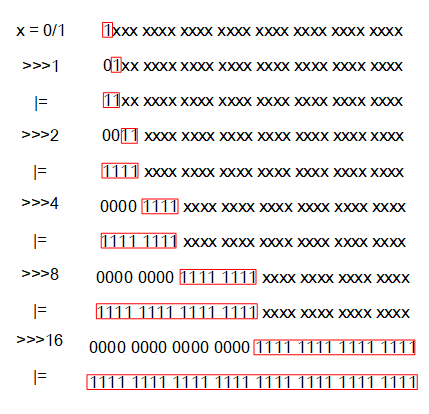 x = 0/1 1xxx xxxx xxxx xxxx xxxx xxxx xxxx xxxx
>>>1 01xx xxxx xxxx xxxx xxxx xxxx xxxx xxxx
|= 11xx xxxx xxxx xxxx xxxx xxxx xxxx xxxx
>>>2 0011 xxxx xxxx xxxx xxxx xxxx xxxx xxxx
|= 1111 xxxx xxxx xxxx xxxx xxxx xxxx xxxx
>>>4 0000 1111 xxxx xxxx xxxx xxxx xxxx xxxx
|= 1111 1111 xxxx xxxx xxxx xxxx xxxx xxxx
>>>8 0000 0000 1111 1111 xxxx xxxx xxxx xxxx
|= 1111 1111 1111 1111 xxxx xxxx xxxx xxxx
>>>16 0000 0000 0000 0000 1111 1111 1111 1111
|= 1111 1111 1111 1111 1111 1111 1111 1111